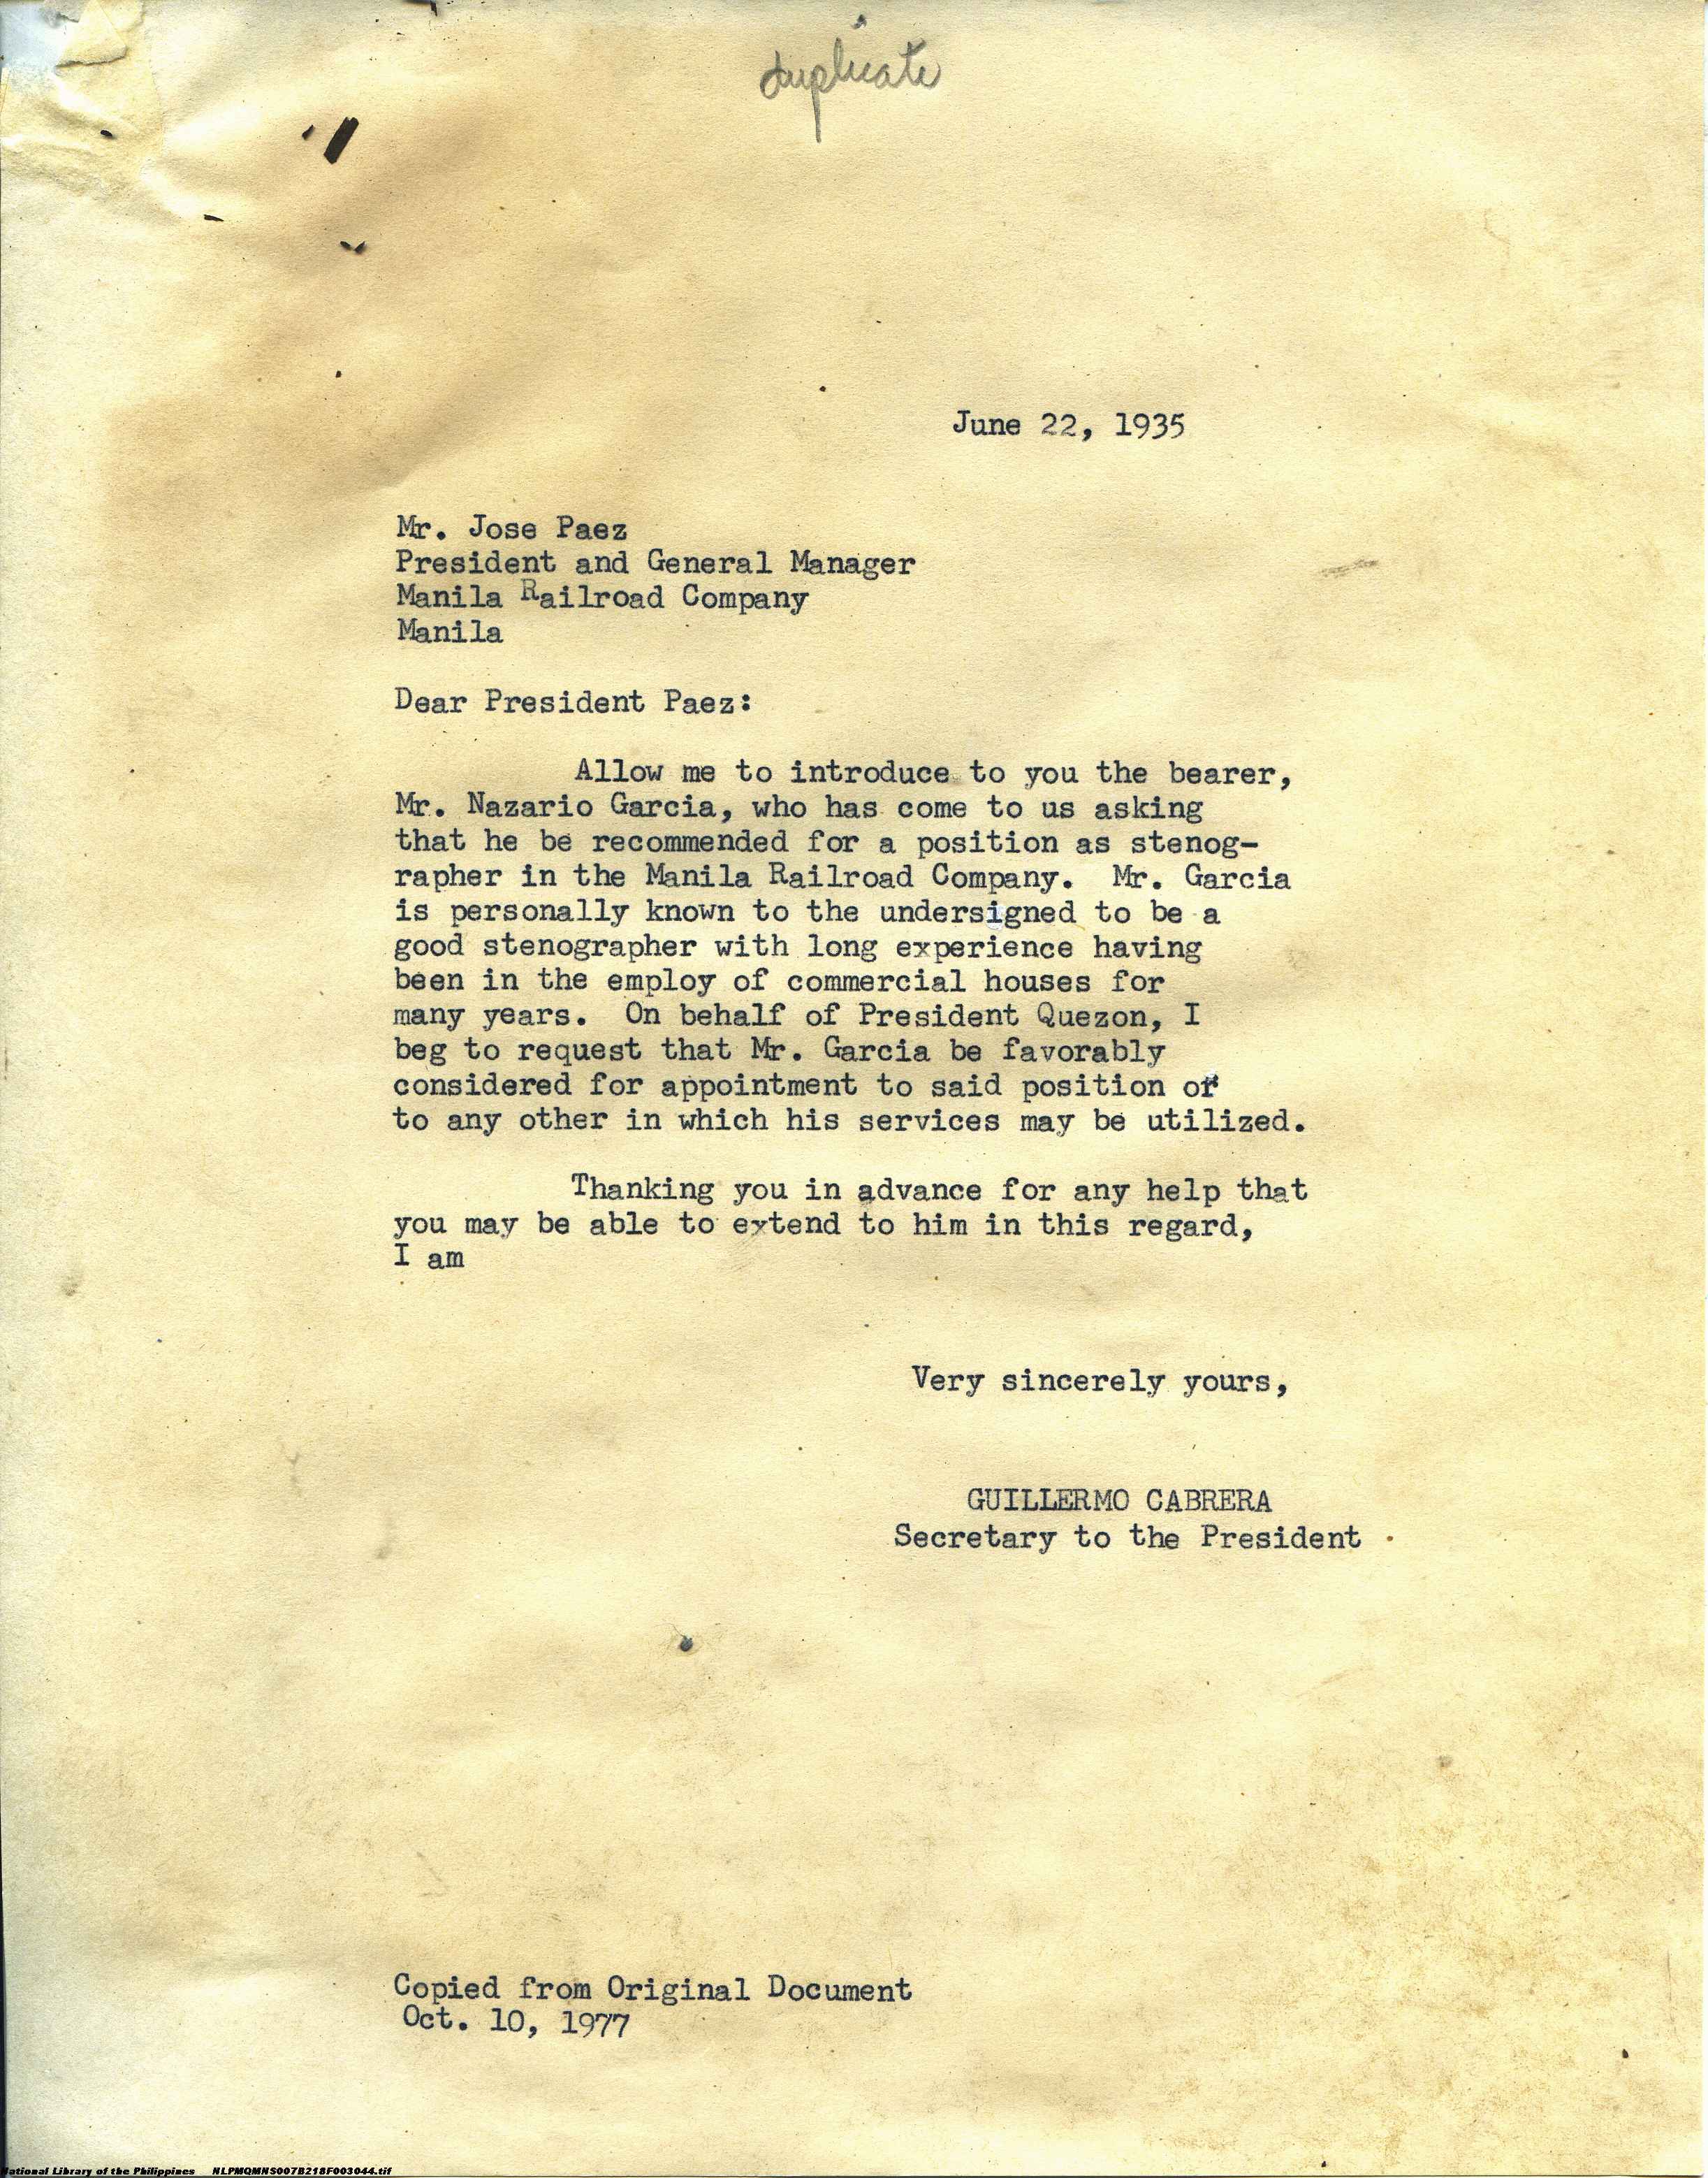 duplicate
June 22, 1935
Mr. Jose Paez
President and General Manager
Manila Railroad Company
Manila
Dear President Paez:
Allow me to introduce to you the bearer,
Mr. Nazario Garcia, who has come to us asking
that he be recommended for a position as stenog-
rapher in the Manila Railroad Company. Mr. Garcia
is personally known to the undersigned to be a
good stenographer with long experience having
been in the employ of commercial houses for
many years. On behalf of President Quezon, I
beg to request that Mr. Garcia be favorably
considered for appointment to said position or
to any other in which his services may be utilized.
Thanking you in advance for any help that
you may be able to extend to him in this regard,
I am
Very sincerely yours,
GUILLERMO CABRERA
Secretary to the President
Copied from Original Document
Oct. 10, 1977
National Library of the Philippines NLPMQMNS007B218F003044.tif